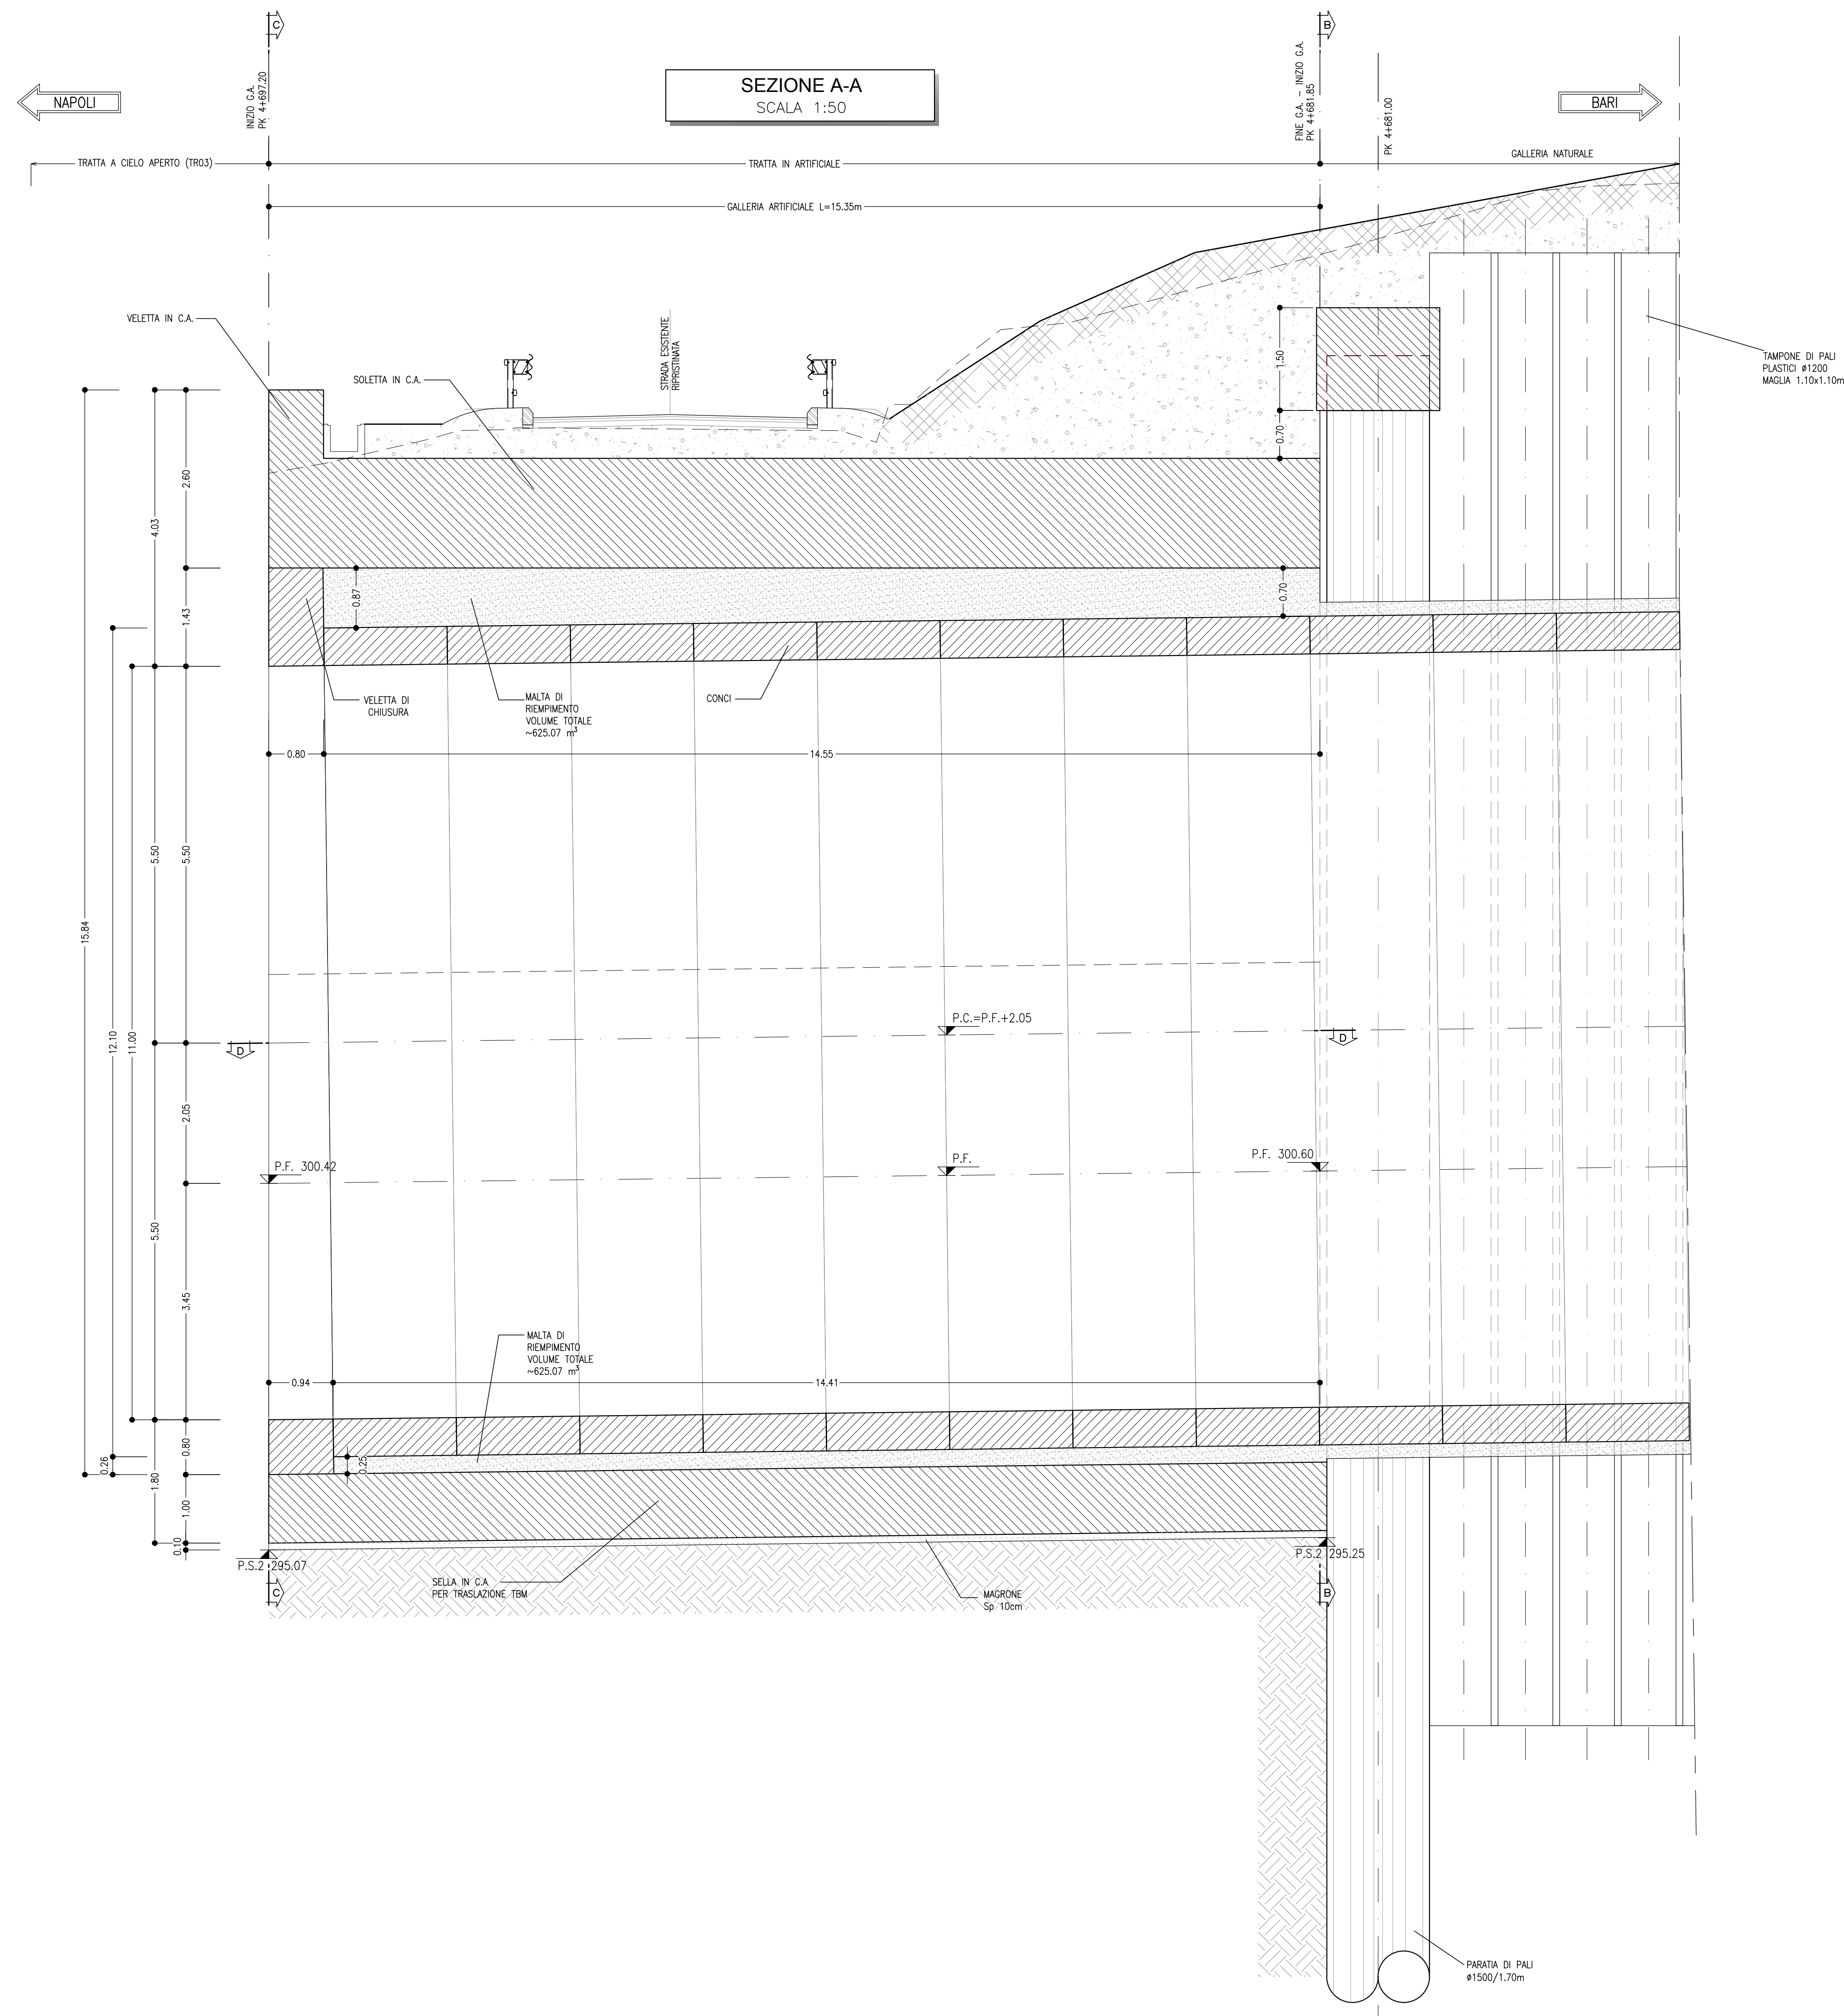 C
B
NAPOLI
INIZIO G.A.
PK 4+697.20
SEZIONE A-A
SCALA 1:50
FINE G.A. - INIZIO G.A.
PK 4+681.85
PK 4+681.00
BARI
TRATTA A CIELO APERTO (TR03)
TRATTA IN ARTIFICIALE
GALLERIA NATURALE
GALLERIA ARTIFICIALE L=15.35m
VELETTA IN C.A.
SOLETTA IN C.A.
STRADA ESISTENTE
RIPRISTINATA
1.50
0.70
TAMPONE DI PALI
PLASTICI ø1200
MAGLIA 1.10x1.10m
2.60
4.03
1.43
0.87
0.70
VELETTA DI
CHIUSURA
MALTA DI
RIEMPIMENTO
VOLUME TOTALE
~625.07 m³
CONCI
0.80
14.55
5.50
5.50
15.84
12.10
11.00
P.C.=P.F.+2.05
D
D
2.05
P.F. 300.42
P.F.
P.F. 300.60
5.50
3.45
MALTA DI
RIEMPIMENTO
VOLUME TOTALE
~625.07 m³
0.94
14.41
0.80
0.26
0.25
1.80
1.00
0.10
P.S.2 295.07
P.S.2 295.25
C
B
SELLA IN C.A.
PER TRASLAZIONE TBM
MAGRONE
Sp 10cm
PARATIA DI PALI
ø1500/1.70m